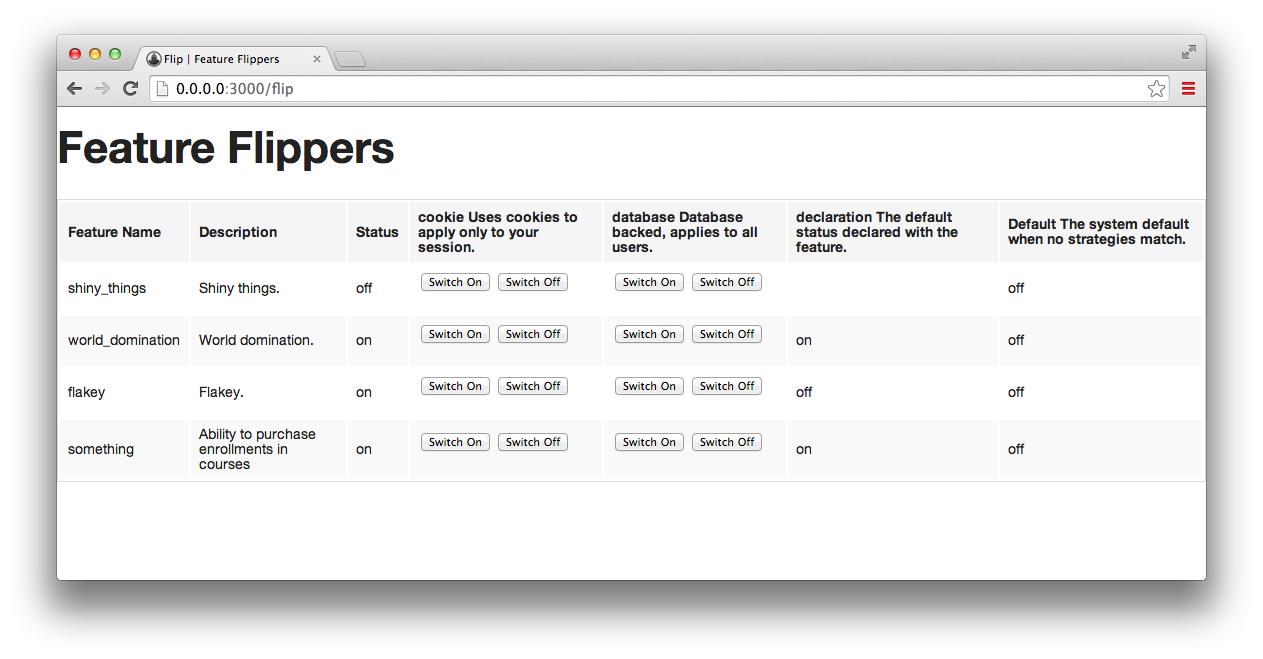 Flip | Feature Flippers
0.0.0.0:3000/flip
Feature Flippers
Feature Name
Description
Status
cookie Uses cookies to
apply only to your
session.
database Database
backed, applies to all
users.
declaration The default
status declared with the
feature.
Default The system default
when no strategies match.
shiny_things Shiny things. off Switch On Switch Off Switch On Switch Off off
world_domination World domination. on Switch On Switch Off Switch On Switch Off on off
flakey Flakey. on Switch On Switch Off Switch On Switch Off off off
something
Ability to purchase
enrollments in
courses
on Switch On Switch Off Switch On Switch Off on off